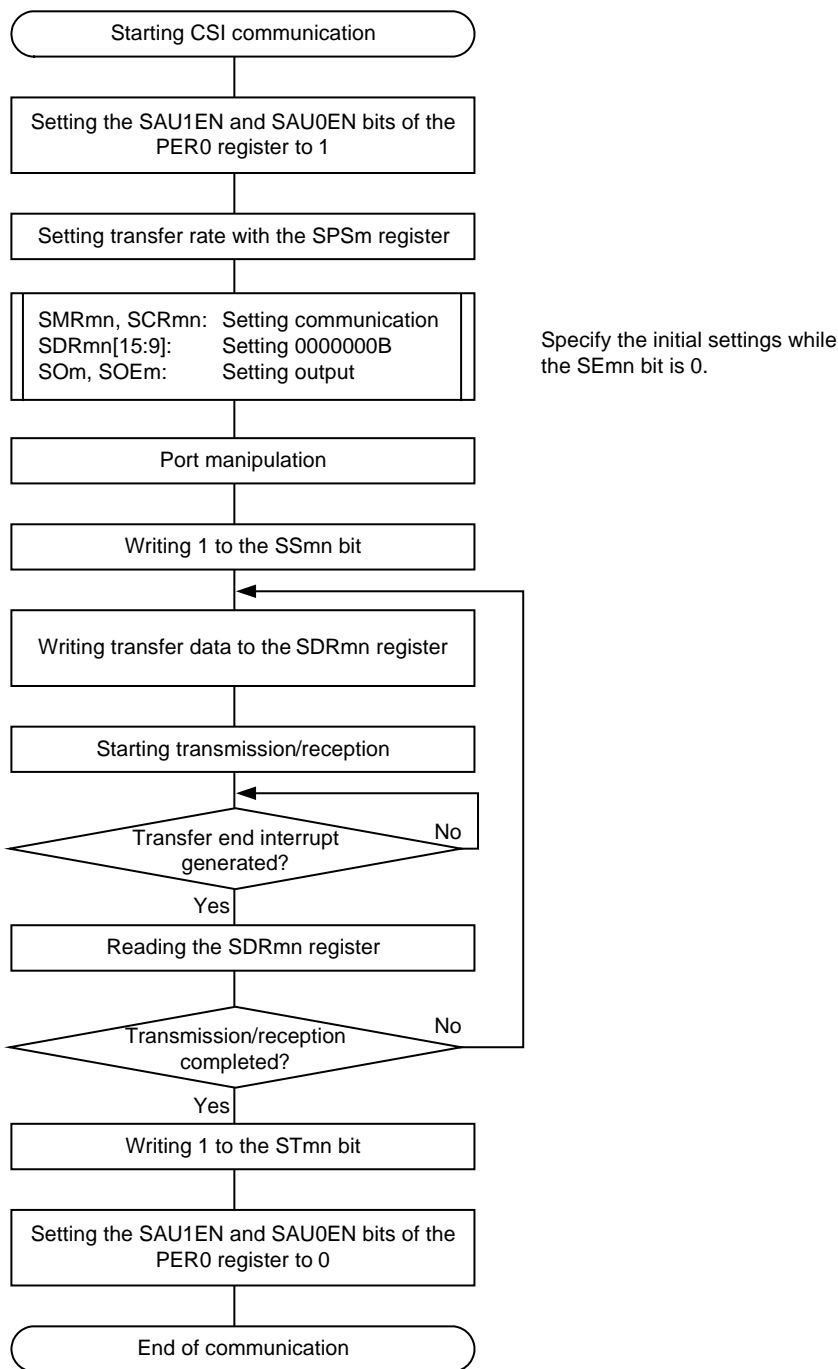 Starting CSI communication
Setting the SAU1EN and SAU0EN bits of the
PER0 register to 1
Setting transfer rate with the SPSm register
SMRmn, SCRmn: Setting communication
SDRmn[15:9]: Setting 0000000B
SOm, SOEm: Setting output
Specify the initial settings while
the SEmn bit is 0.
Port manipulation
Writing 1 to the SSmn bit
Writing transfer data to the SDRmn register
Starting transmission/reception
Transfer end interrupt
generated?
No
Yes
Reading the SDRmn register
Transmission/reception
completed?
No
Yes
Writing 1 to the STmn bit
Setting the SAU1EN and SAU0EN bits of the
PER0 register to 0
End of communication